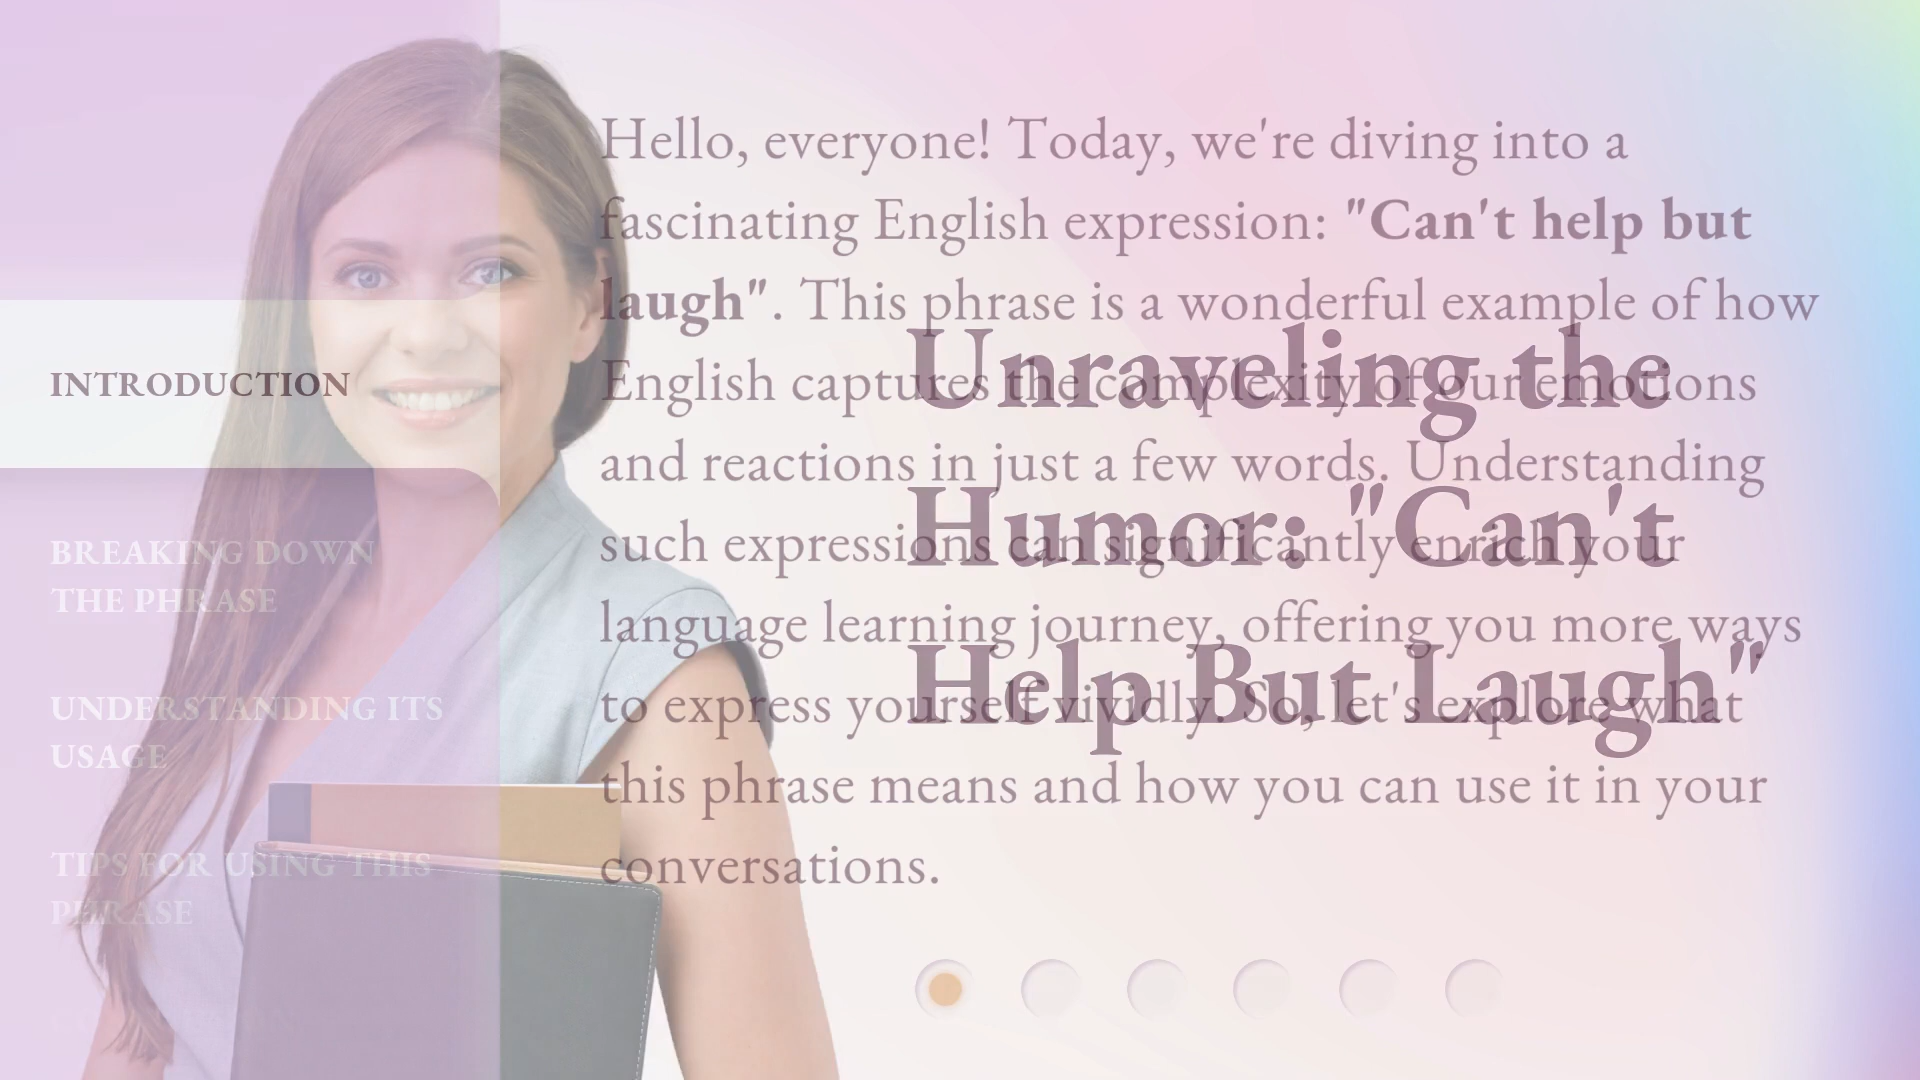 INTRODUCTION
BREAKING DOWN
THE PHRASE
UNDERSTANDING ITS
USAGE
TIPS FOR USING THIS
PHRASE
Hello, everyone! Today, we're diving into a
fascinating English expression: "Can't help but
laugh". This phrase is a wonderful example of how
English captures the complexity of our emotions
and reactions in just a few words. Understanding
such expressions can significantly enrich your
language learning journey, offering you more ways
to express yourself vividly. So, let's explore what
this phrase means and how you can use it in your
conversations.
Unraveling the
Humor: "Can't
Help But Laugh"